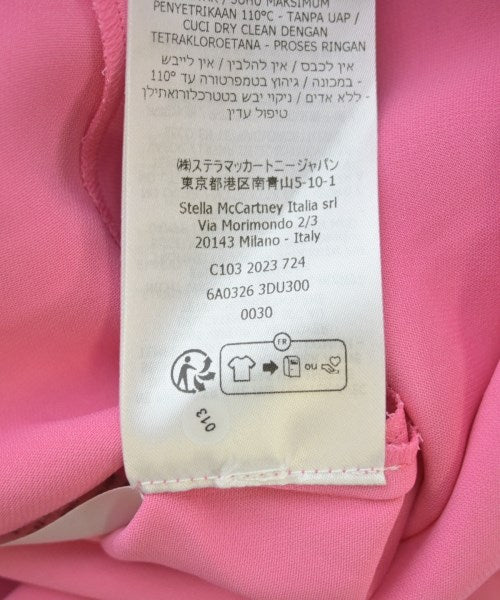 PENYETRIKAAN 110°C - TANPA UAP /
CUCI DRY CLEAN DENGAN
TETRAKLOROETANA - PROSES RINGAN
אין לכבס / אין להלבין / אין לייבש
במכונה / גיהוץ בטמפרטורה עד 110° -
ללא אדים / ניקוי יבש בטטרכלורואתילן -
טיפול עדין
(株)ステラマッカートニージャパン
東京都港区南青山5-10-1
Stella McCartney Italia srl
Via Morimondo 2/3
20143 Milano - Italy
C103 2023 724
6A0326 3DU300
0030
FR
ou
013